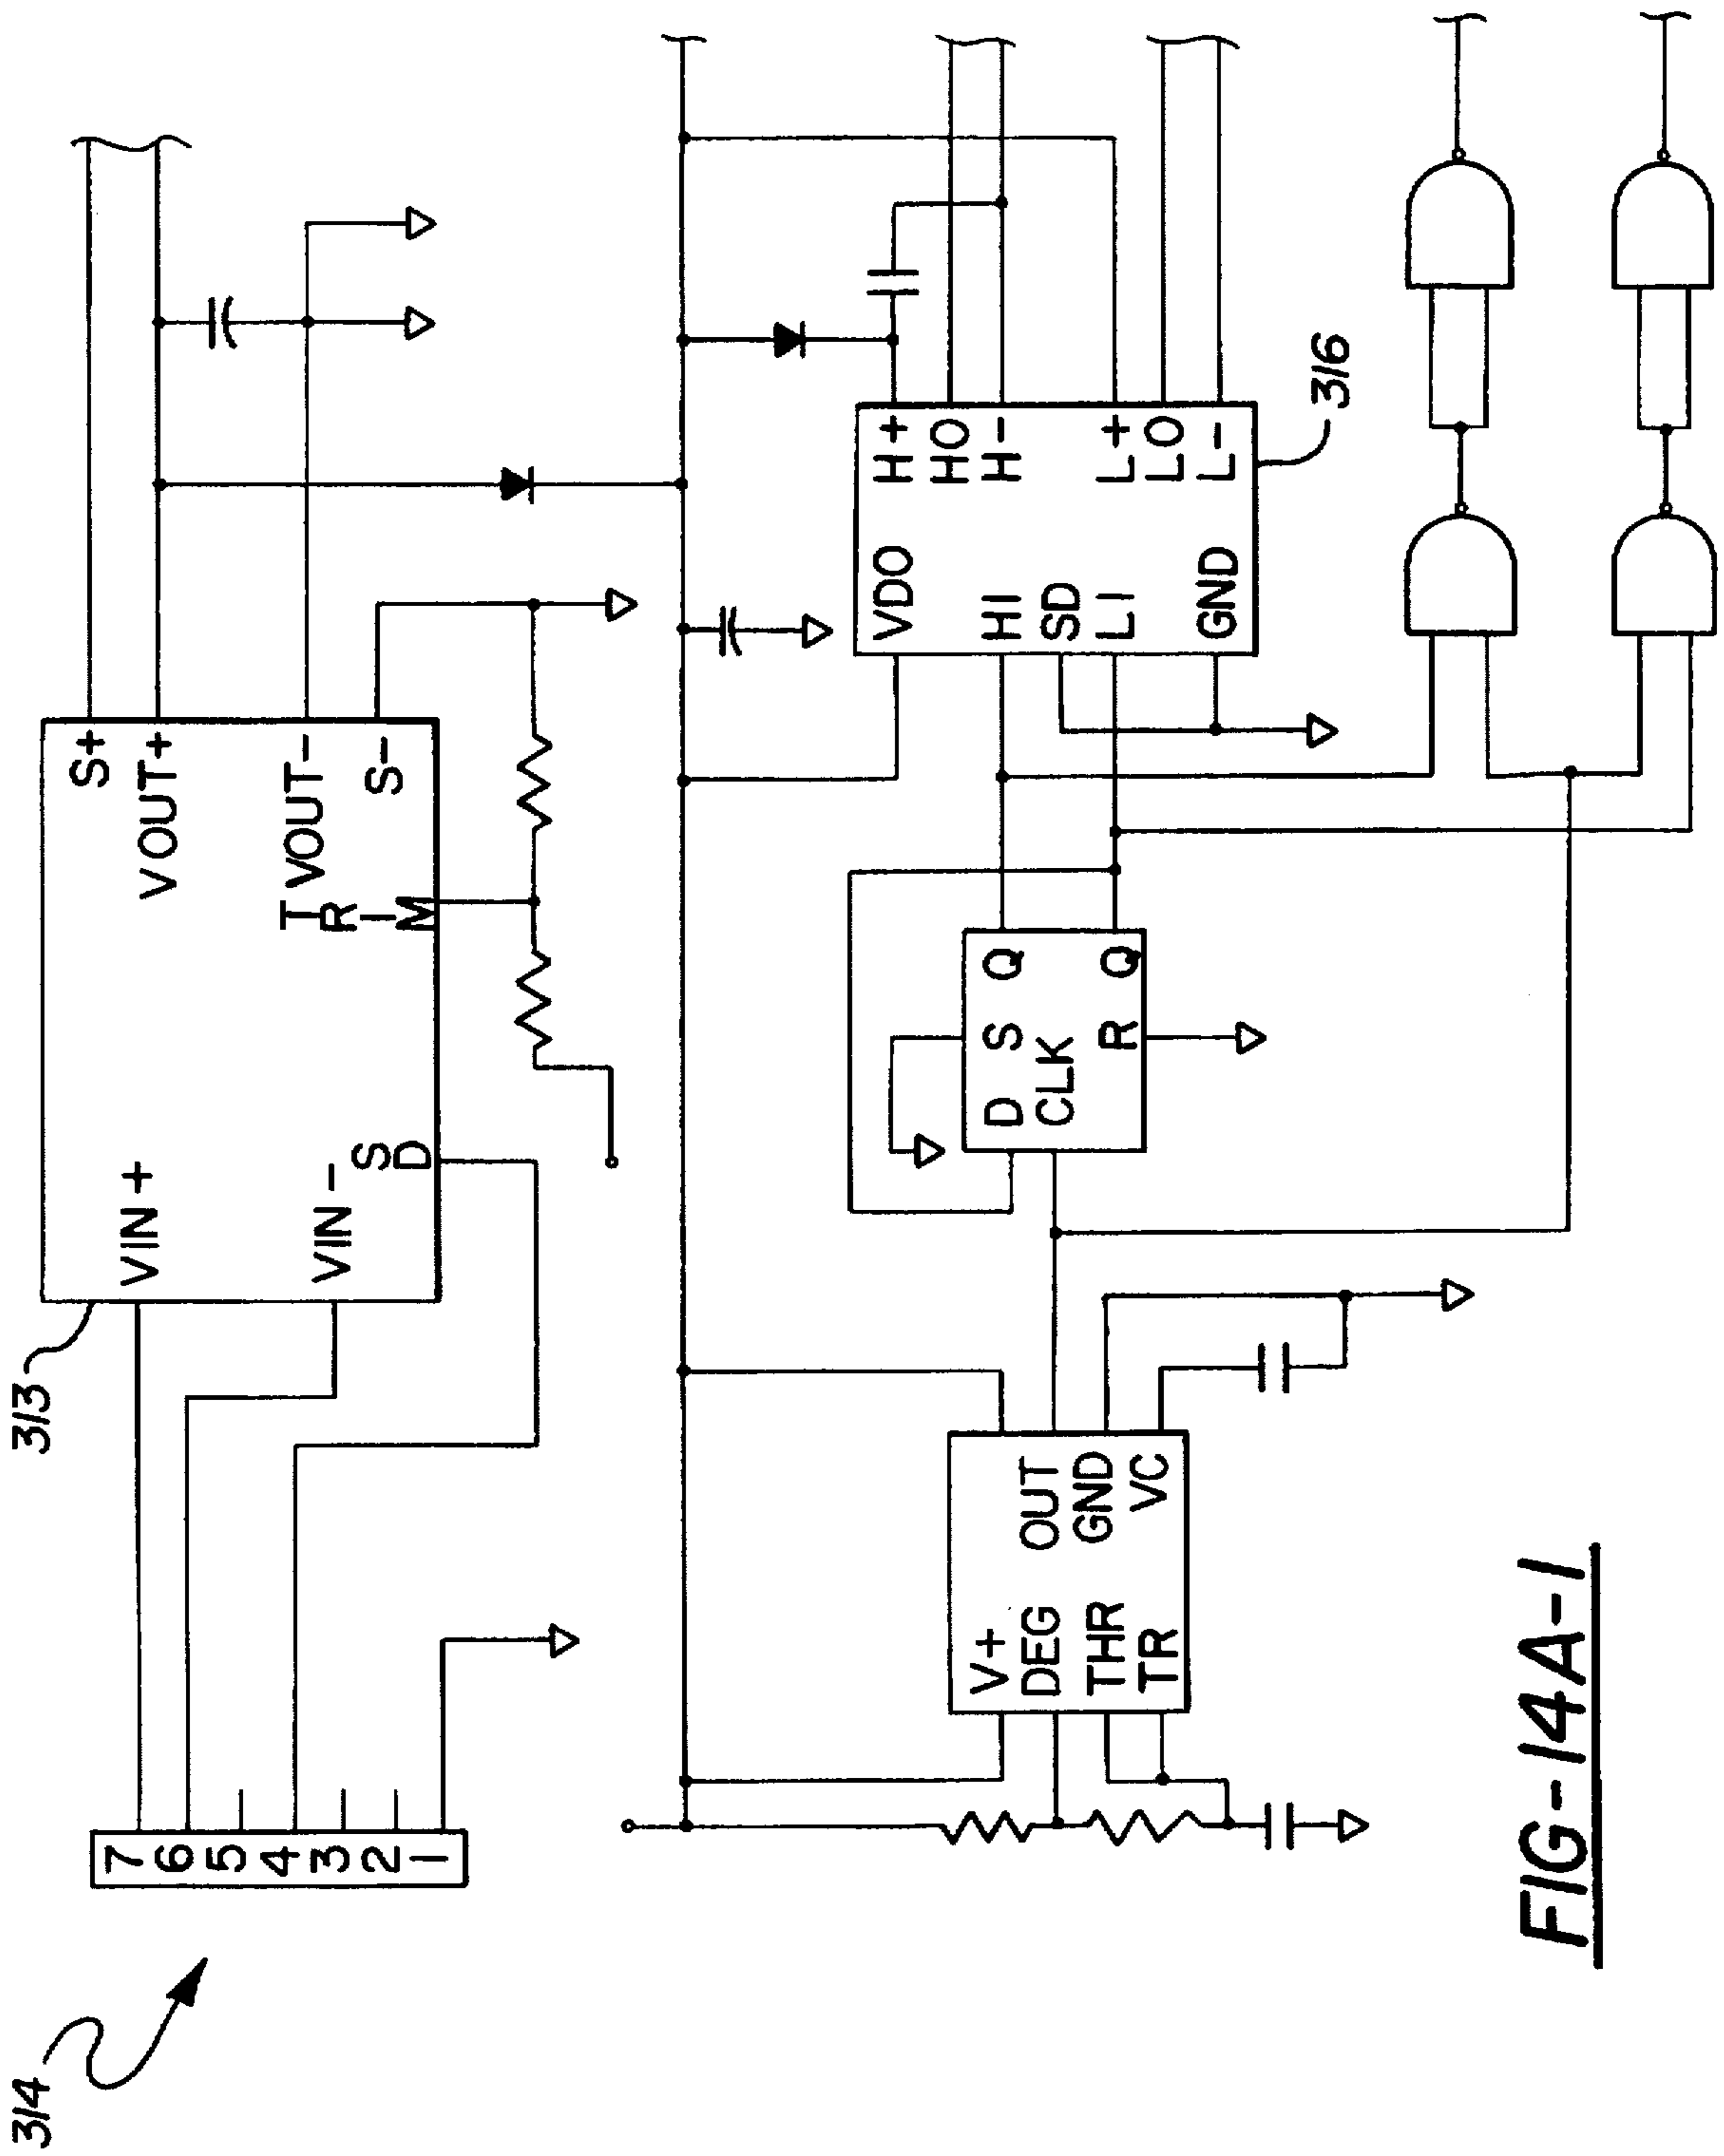 314
313
7
6
5
4
3
2
1
VIN+
VIN-
SD
TRIM
S+
VOUT+
VOUT-
S-
V+
DEG
THR
TR
OUT
GND
VC
D
S
Q
CLK
R
Q
VDO
HI
SD
LI
GND
H+
HO
H-
L+
LO
L-
316
FIG-14A-1